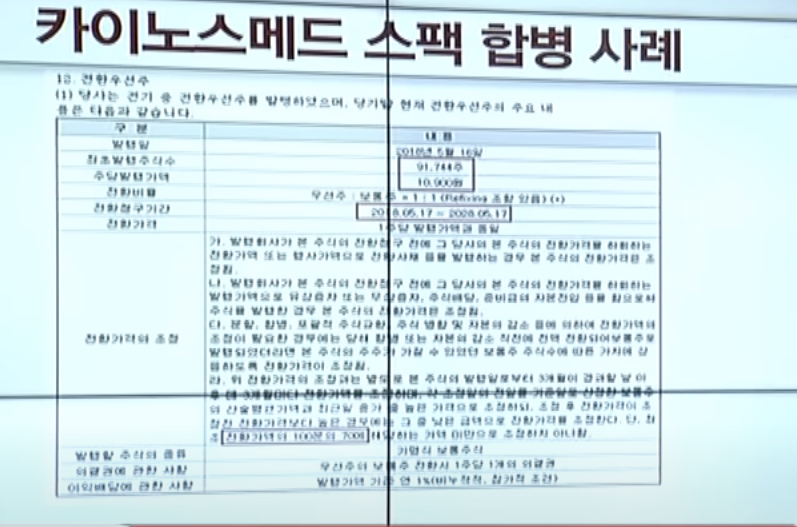 카이노스메드 스팩 합병 사례
12. 전환우선주
(1) 당사는 전기 중 전환우선주를 발행하였으며, 당기말 현재 전환우선주의 주요 내
용은 다음과 같습니다.
구 분 내 용
발행일 2018년 5월 16일
최초발행주식수 91,744주
주당발행가액 10,900원
전환비율 우선주 : 보통주 = 1 : 1 (Refixing 조항 있음) (*)
전환청구기간 2018.05.17 ~ 2028.05.17
전환가격 1주당 발행가액과 동일
가. 발행회사가 본 주식의 전환청구 전에 그 당시의 본 주식의 전환가격을 하회하는
전환가액 또는 행사가액으로 전환사채 등을 발행하는 경우 본 주식의 전환가격은 조
정됨.
나. 발행회사가 본 주식의 전환청구 전에 그 당시의 본 주식의 전환가격을 하회하는
발행가액으로 유상증자 또는 무상증자, 주식배당, 준비금의 자본전입 등을 함으로써
주식을 발행한 경우 본 주식의 전환가격은 조정됨.
다. 분할, 합병, 포괄적 주식교환, 주식 병합 및 자본의 감소 등에 의하여 전환가액의
전환가격의 조정
조정이 필요한 경우에는 당해 합병 또는 자본의 감소 직전에 전액 전환되어 보통주로
발행되었더라면 본 주식의 주주가 가질 수 있었던 보통주 주식수에 따른 가치에 상
응하도록 전환가격이 조정됨.
라. 위 전환가격의 조정과는 별도로 본 주식의 발행일로부터 3개월이 경과할 날 이
후 매 3개월마다 전환가액을 조정하며, 각 조정일의 전일을 기준일로 산정한 보통주
의 산술평균가액과 최근일 종가 중 높은 가격으로 조정하되, 조정 후 전환가격이 조
정전 전환가격보다 높은 경우에는 그 중 낮은 금액으로 전환가격을 조정한다. 단, 최
초 전환가액의 100분의 70에 해당하는 가액 미만으로 조정하지 아니함.
발행할 주식의 종류 기명식 보통주식
의결권에 관한 사항 우선주의 보통주 전환시 1주당 1개의 의결권
이익배당에 관한 사항 발행가액 기준 연 1%(비누적적, 참가적 조건)